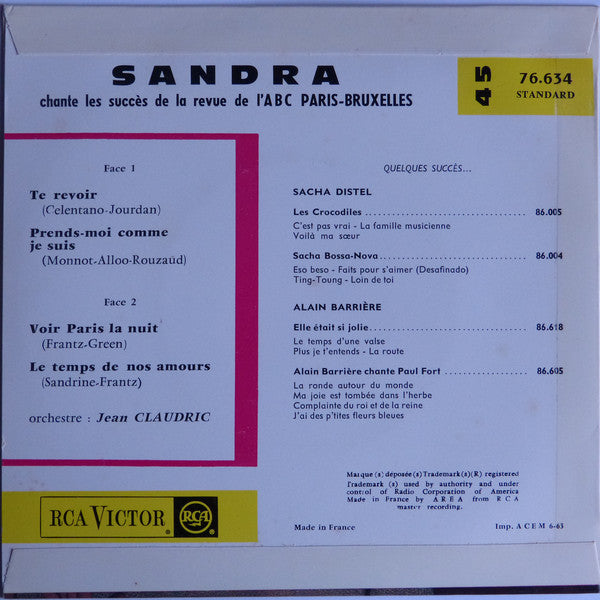 SANDRA
chante les succès de la revue de l'ABC PARIS-BRUXELLES
45
76.634
STANDARD
Face 1
Te revoir
(Celentano-Jourdan)
Prends-moi comme
je suis
(Monnot-Alloo-Rouzaud)
Face 2
Voir Paris la nuit
(Frantz-Green)
Le temps de nos amours
(Sandrine-Frantz)
orchestre : Jean CLAUDRIC
QUELQUES SUCCÈS...
SACHA DISTEL
Les Crocodiles ........................................ 86.005
C'est pas vrai - La famille musicienne
Voilà ma sœur
Sacha Bossa-Nova..................................... 86.004
Eso beso - Faits pour s'aimer (Desafinado)
Ting-Toung - Loin de toi
ALAIN BARRIÈRE
Elle était si jolie........................................ 86.618
Le temps d'une valse
Plus je t'entends - La route
Alain Barrière chante Paul Fort .................... 86.605
La ronde autour du monde
Ma joie est tombée dans l'herbe
Complainte du roi et de la reine
J'ai des p'tites fleurs bleues
Marque (s) déposée(s)Trademark(s)(R) registered
Trademark (s) used by authority and under
control of Radio Corporation of America
Made in France by AREA from RCA
master recording.
RCA VICTOR
RCA
Made in France
Imp. ACEM 6-63